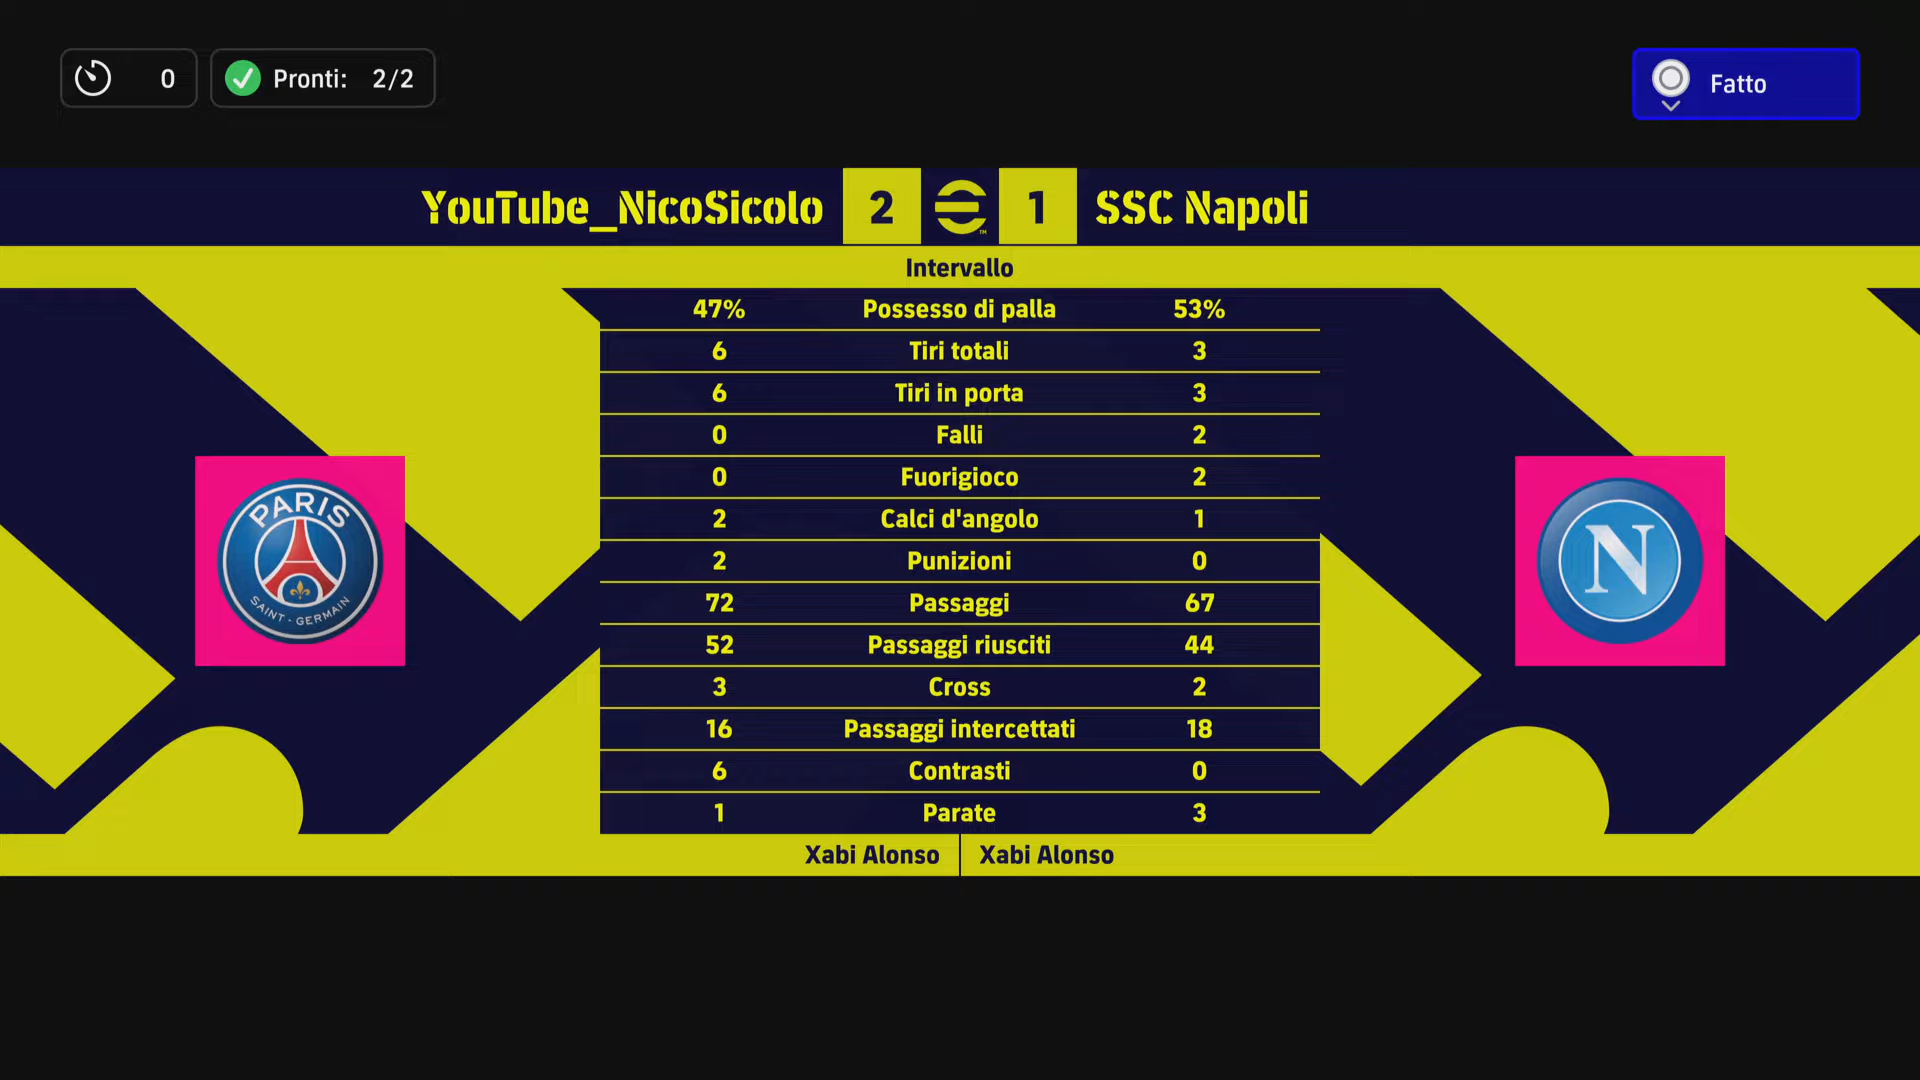 0 Pronti: 2/2 Fatto
YouTube_NicoSicolo 2 1 SSC Napoli
TM
Intervallo
47% Possesso di palla 53%
6 Tiri totali 3
6 Tiri in porta 3
0 Falli 2
0 Fuorigioco 2
2 Calci d'angolo 1
2 Punizioni 0
72 Passaggi 67
52 Passaggi riusciti 44
3 Cross 2
16 Passaggi intercettati 18
6 Contrasti 0
1 Parate 3
Xabi Alonso Xabi Alonso
PARIS
SAINT - GERMAIN
N